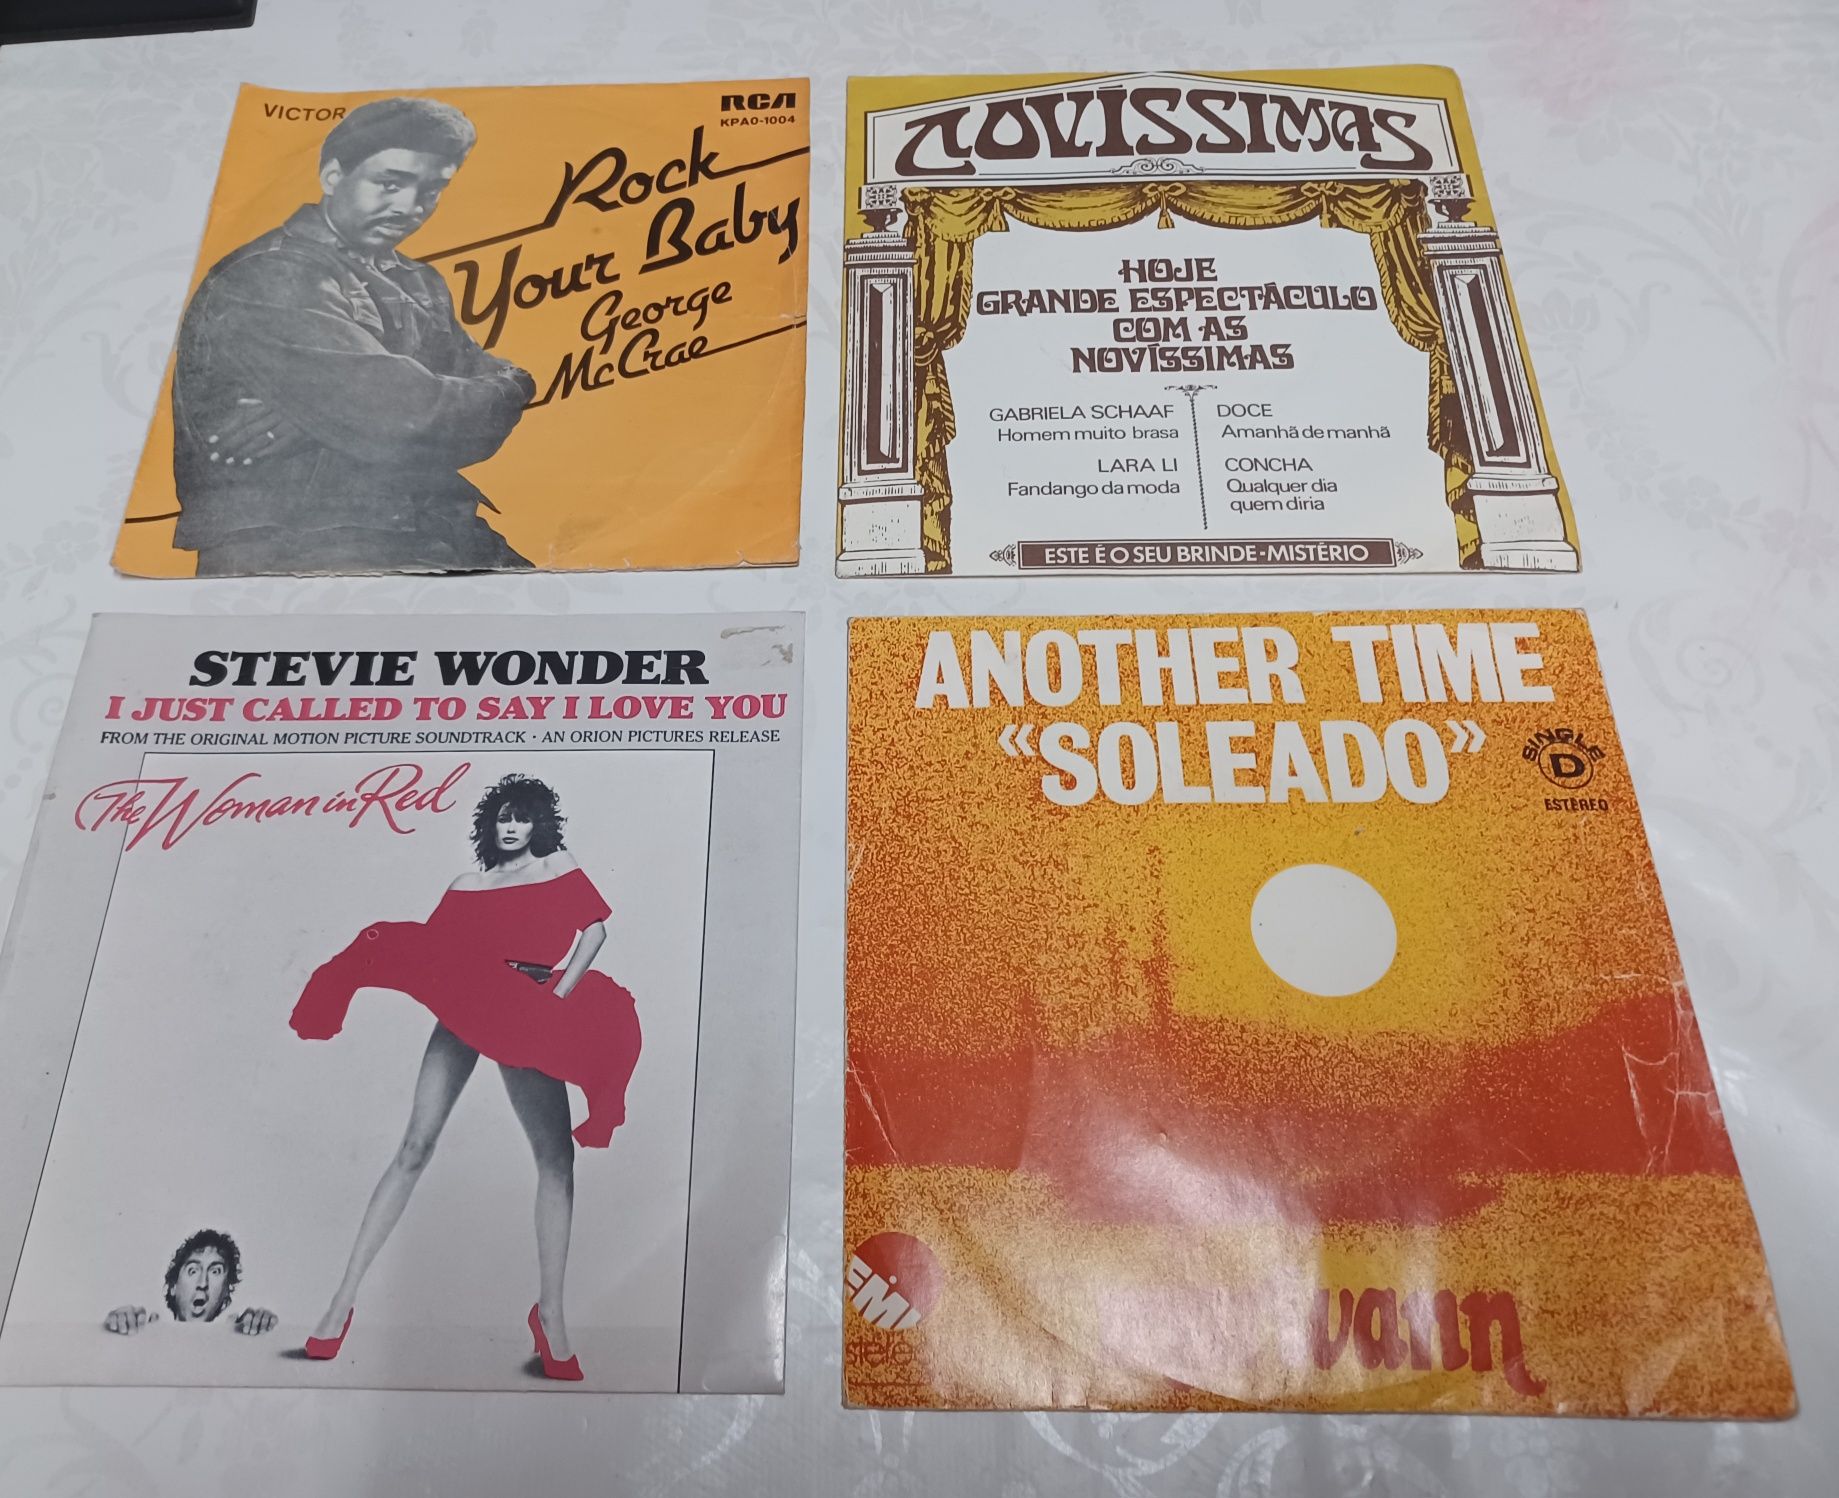 VICTOR
RCA
KPAO-1004
Rock
Your Baby
George
McCrae
NOVÍSSIMAS
HOJE
GRANDE ESPECTÁCULO
COM AS
NOVÍSSIMAS
GABRIELA SCHAAF
Homem muito brasa
LARA LI
Fandango da moda
DOCE
Amanhã de manhã
CONCHA
Qualquer dia
quem diria
ESTE É O SEU BRINDE-MISTÉRIO
STEVIE WONDER
I JUST CALLED TO SAY I LOVE YOU
FROM THE ORIGINAL MOTION PICTURE SOUNDTRACK · AN ORION PICTURES RELEASE
The Woman in Red
ANOTHER TIME
«SOLEADO»
SINGLE
D
ESTÉREO
EMI